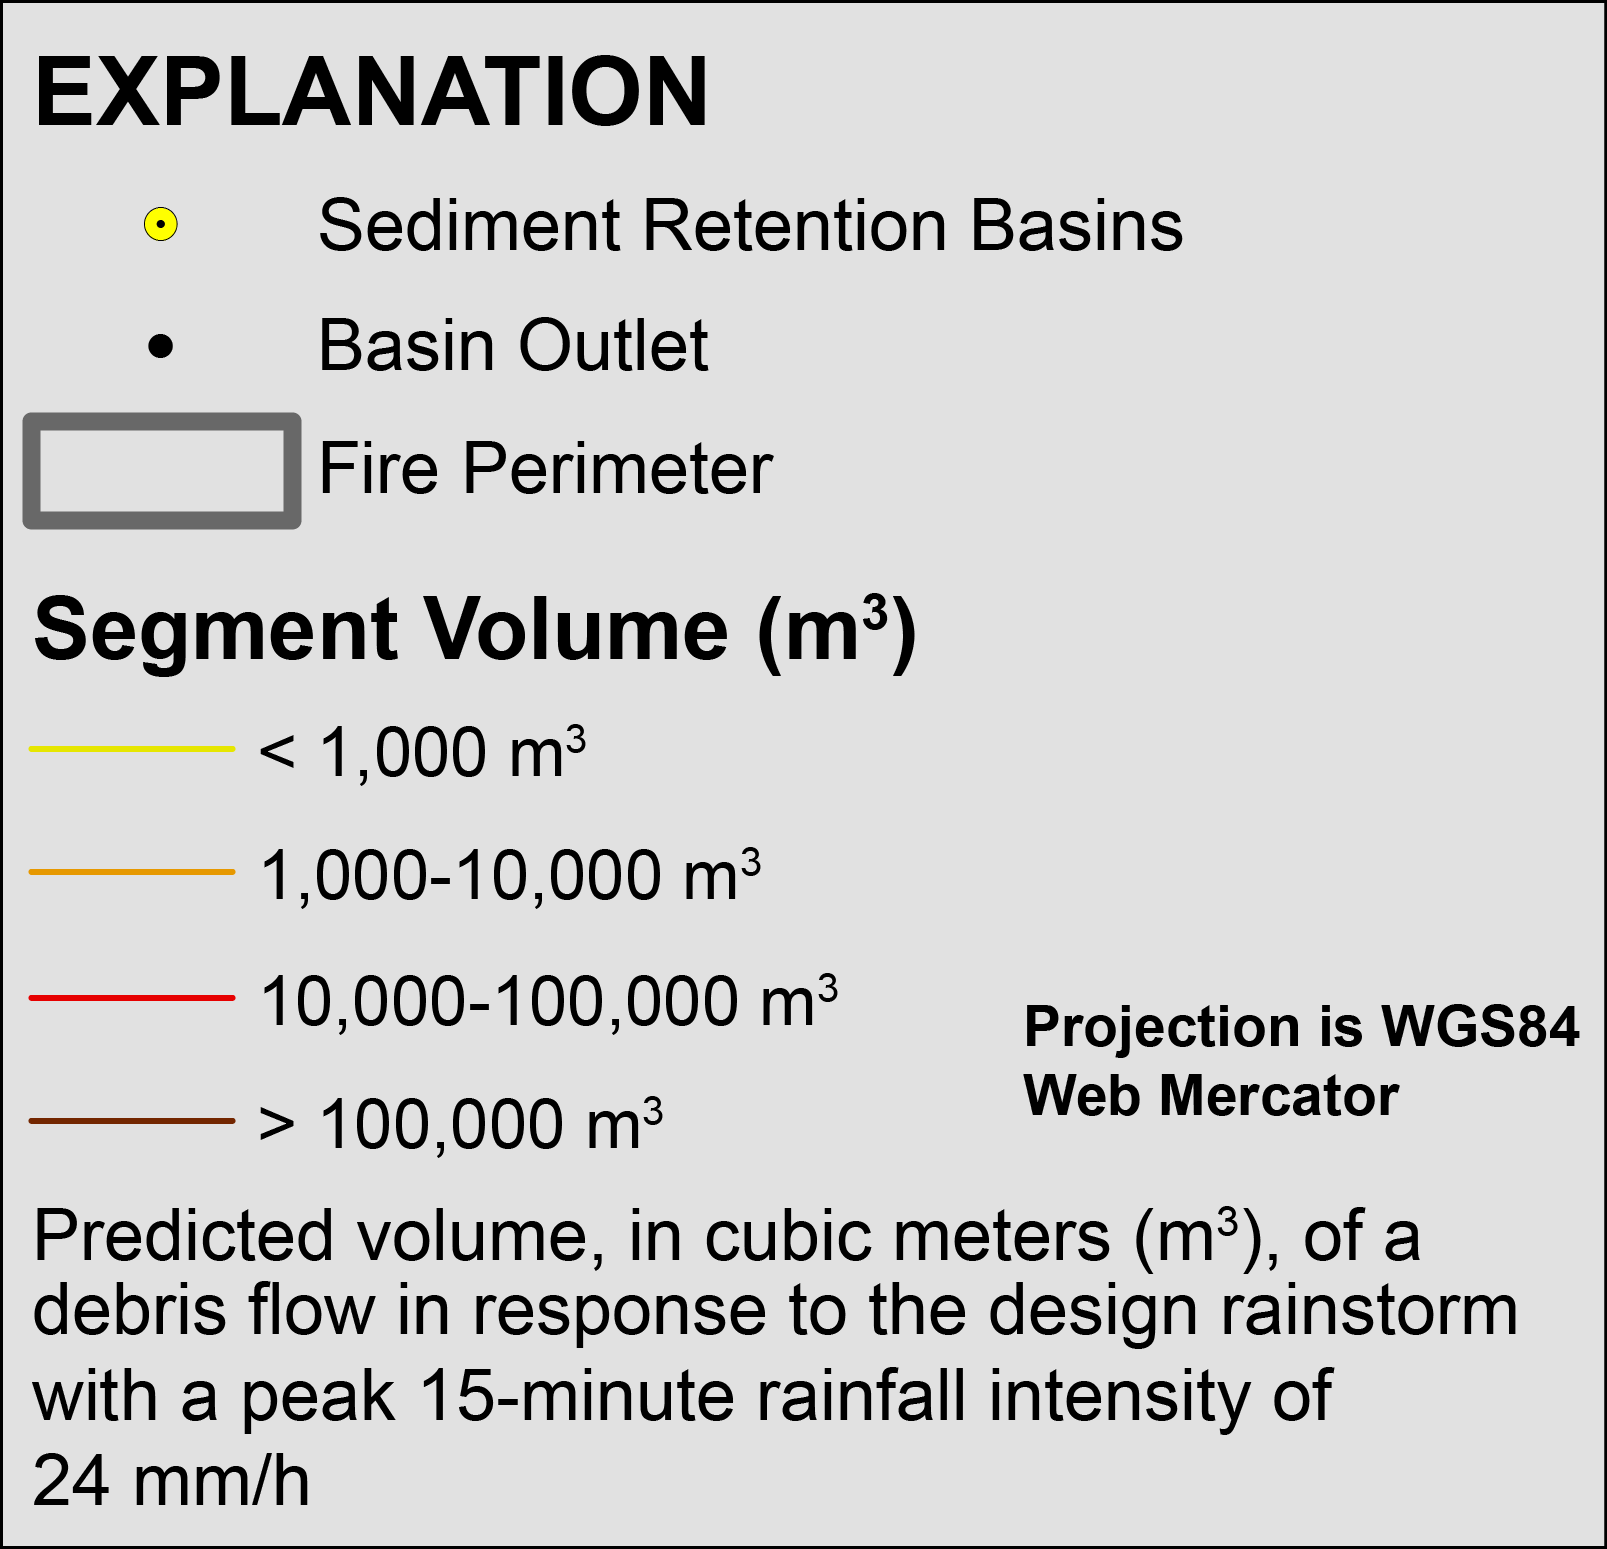 EXPLANATION
Sediment Retention Basins
Basin Outlet
Fire Perimeter
Segment Volume (m³)
< 1,000 m³
1,000-10,000 m³
10,000-100,000 m³
> 100,000 m³
Projection is WGS84
Web Mercator
Predicted volume, in cubic meters (m³), of a
debris flow in response to the design rainstorm
with a peak 15-minute rainfall intensity of
24 mm/h